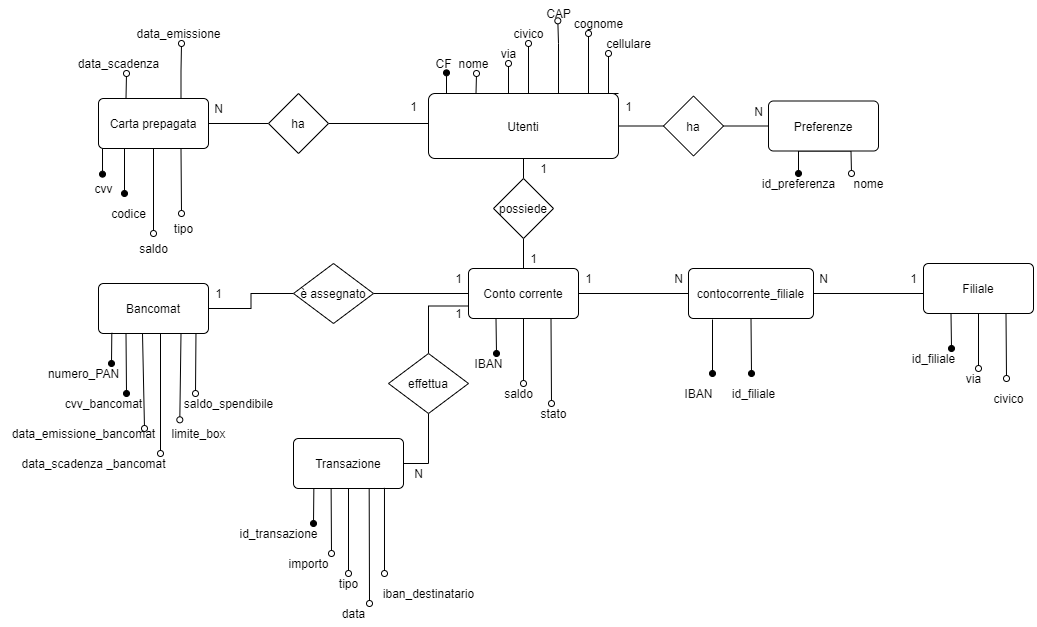 CAP
cognome
data_emissione
civico
cellulare
via
data_scadenza
CF
nome
N
1
1
N
Carta prepagata
ha
Utenti
ha
Preferenze
1
cvv
id_preferenza
nome
codice
possiede
tipo
saldo
1
1
è assegnato
1
Conto corrente
1
N
contocorrente_filiale
N
1
Filiale
Bancomat
1
numero_PAN
IBAN
id_filiale
via
effettua
saldo
IBAN
id_filiale
civico
cvv_bancomat
saldo_spendibile
stato
data_emissione_bancomat
limite_box
data_scadenza _bancomat
Transazione
N
id_transazione
importo
tipo
iban_destinatario
data